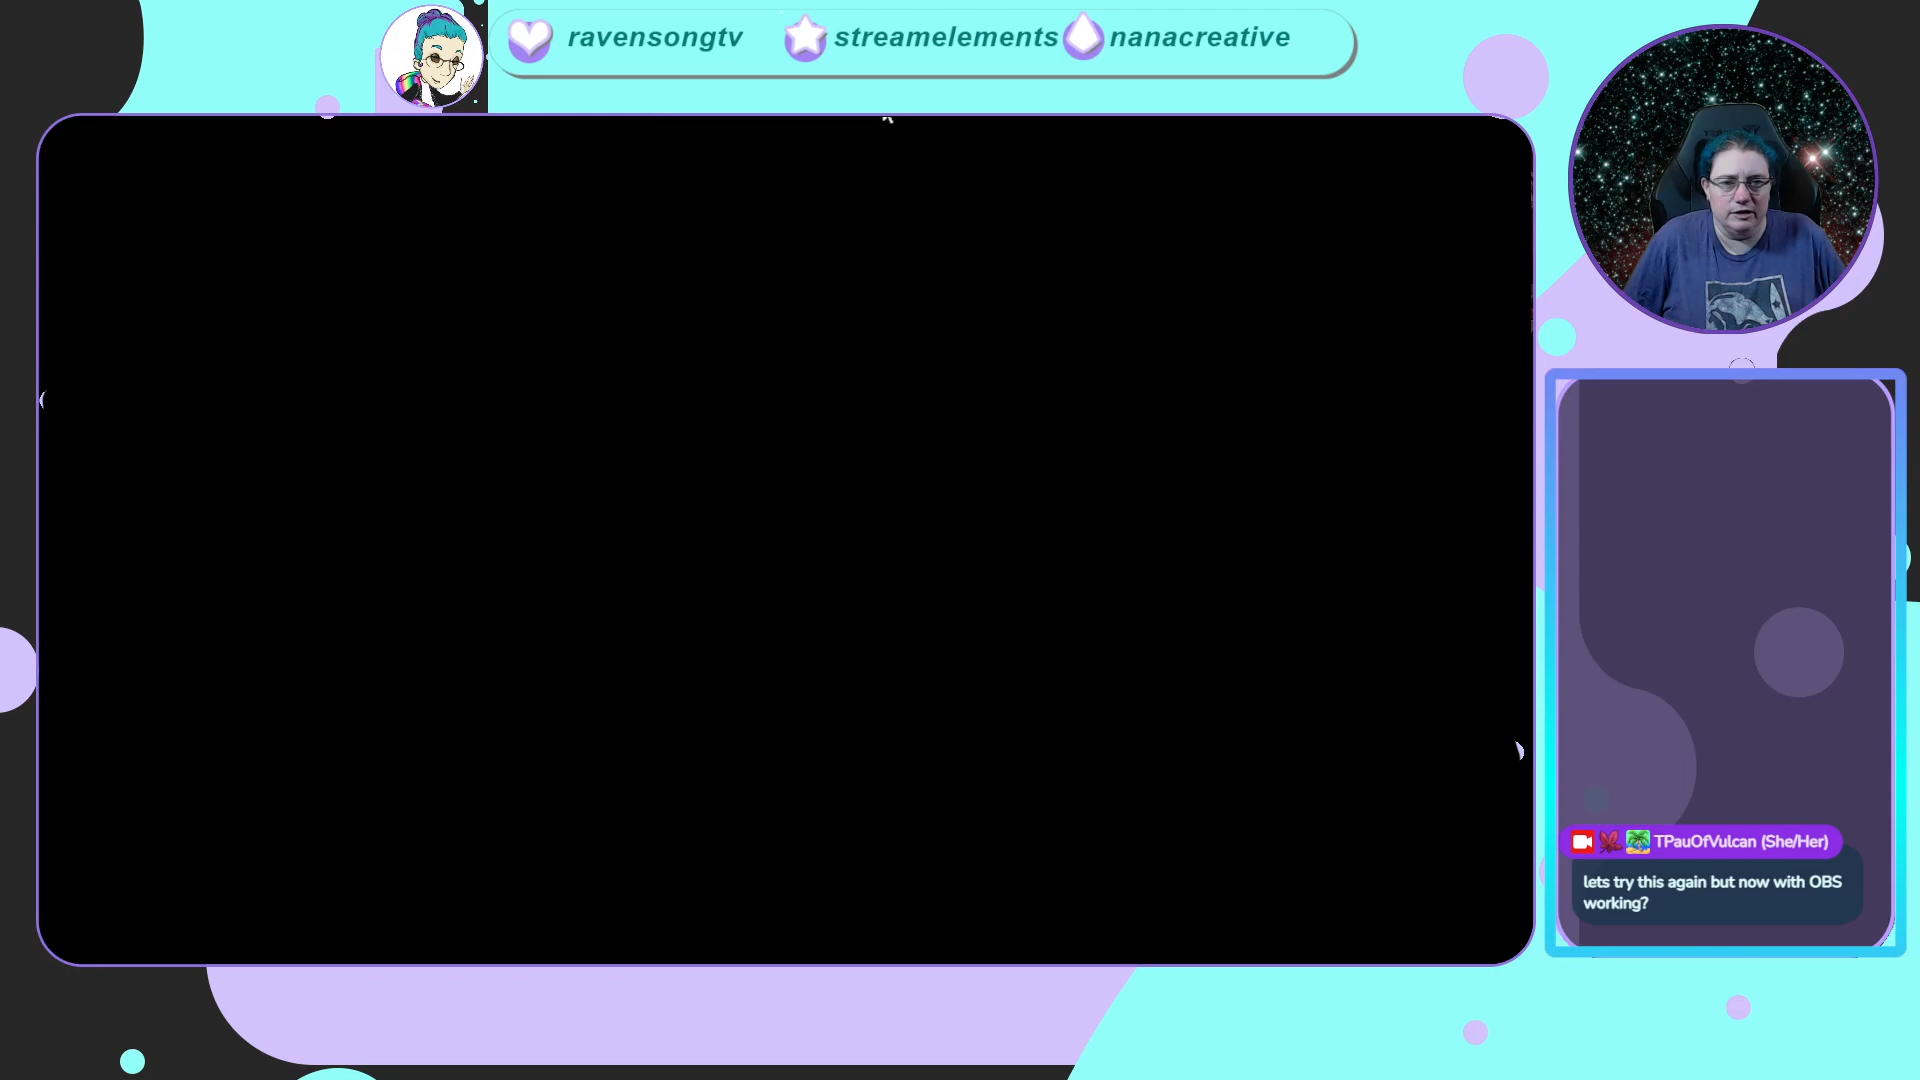 ravensongtv
streamelements
nanacreative
TPauOfVulcan (She/Her)
lets try this again but now with OBS
working?